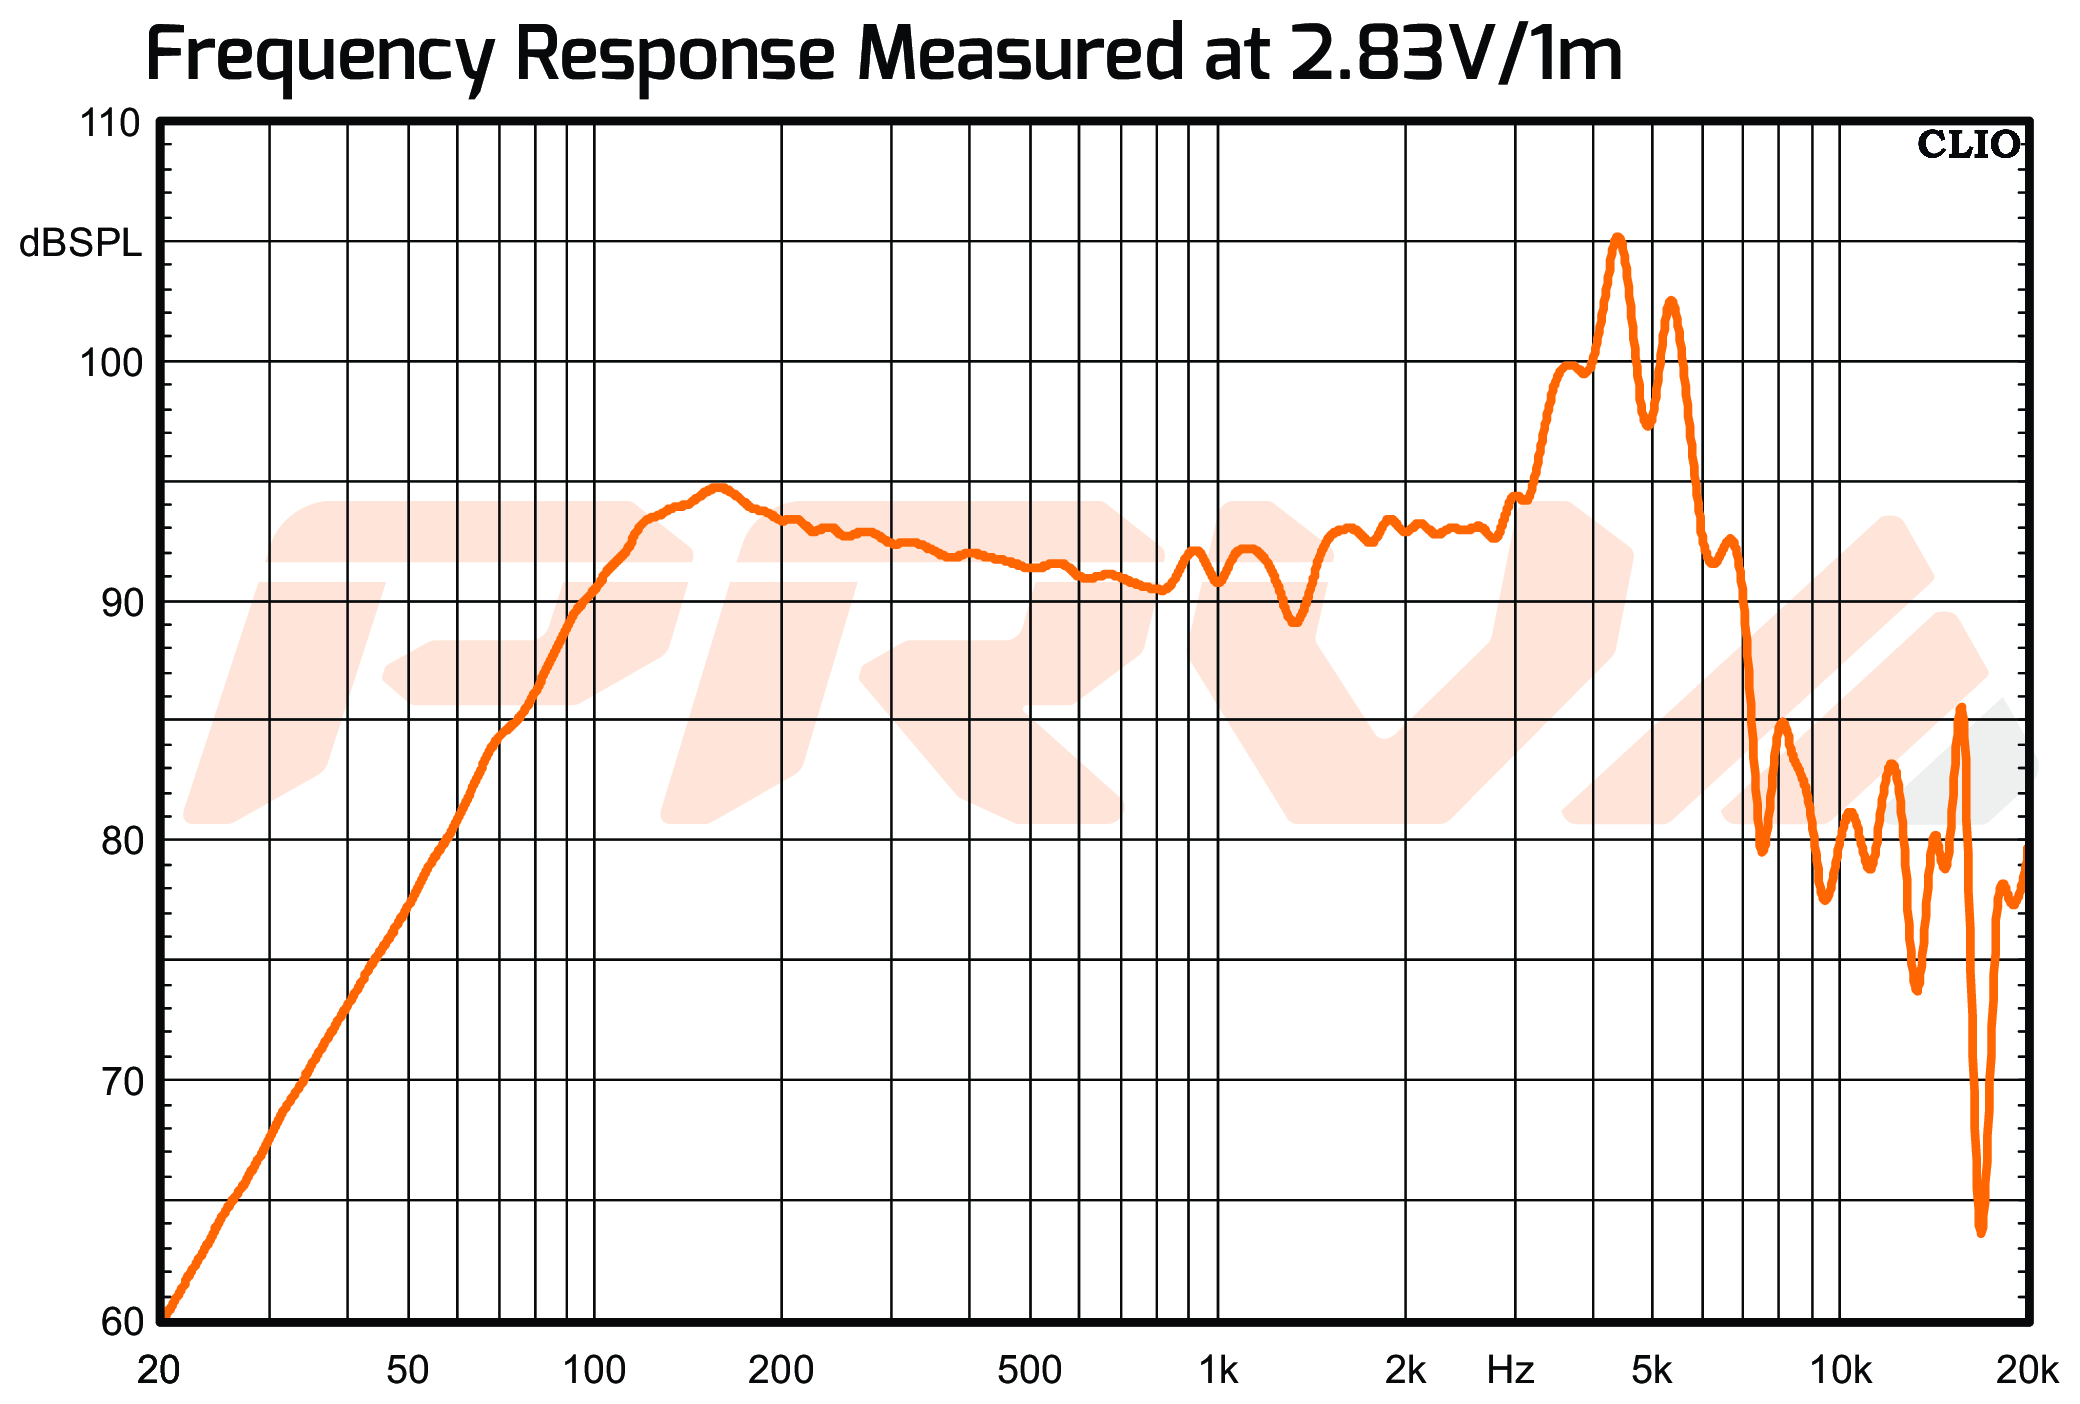 Frequency Response Measured at 2.83V/1m
110
CLIO
dBSPL
100
90
PRV
80
70
60
20 50 100 200 500 1k 2k Hz 5k 10k 20k